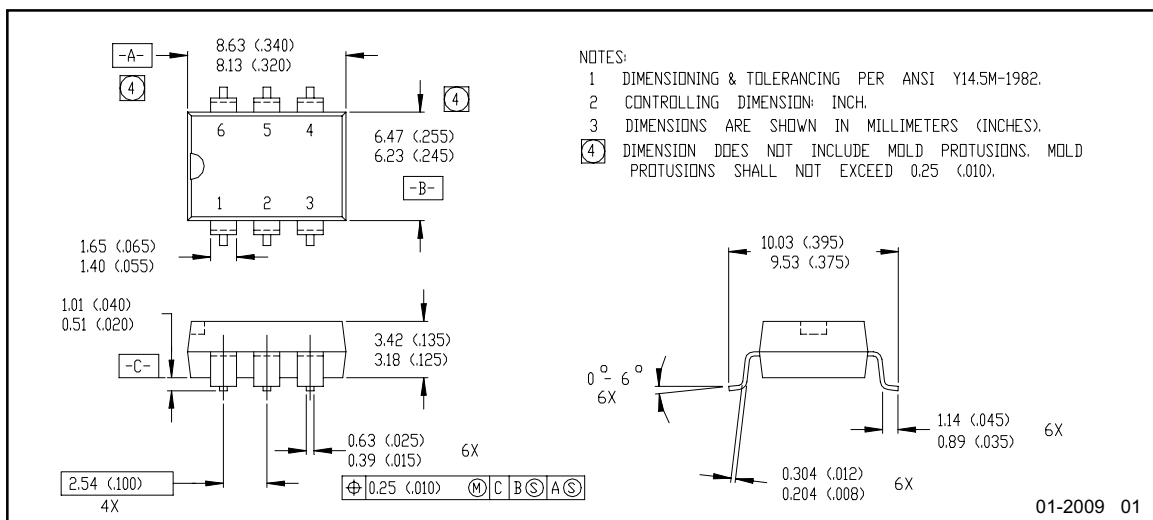 -A-
8.63 (.340)
8.13 (.320)
4
4
6 5 4
1 2 3
6.47 (.255)
6.23 (.245)
-B-
1.65 (.065)
1.40 (.055)
NOTES:
1 DIMENSIONING & TOLERANCING PER ANSI Y14.5M-1982.
2 CONTROLLING DIMENSION: INCH.
3 DIMENSIONS ARE SHOWN IN MILLIMETERS (INCHES).
4 DIMENSION DOES NOT INCLUDE MOLD PROTUSIONS. MOLD
PROTUSIONS SHALL NOT EXCEED 0.25 (.010).
1.01 (.040)
0.51 (.020)
-C-
3.42 (.135)
3.18 (.125)
0.63 (.025)
0.39 (.015)
6X
2.54 (.100)
4X
⌖ 0.25 (.010) Ⓜ C B Ⓢ A Ⓢ
10.03 (.395)
9.53 (.375)
0° - 6°
6X
1.14 (.045)
0.89 (.035)
6X
0.304 (.012)
0.204 (.008)
6X
01-2009 01